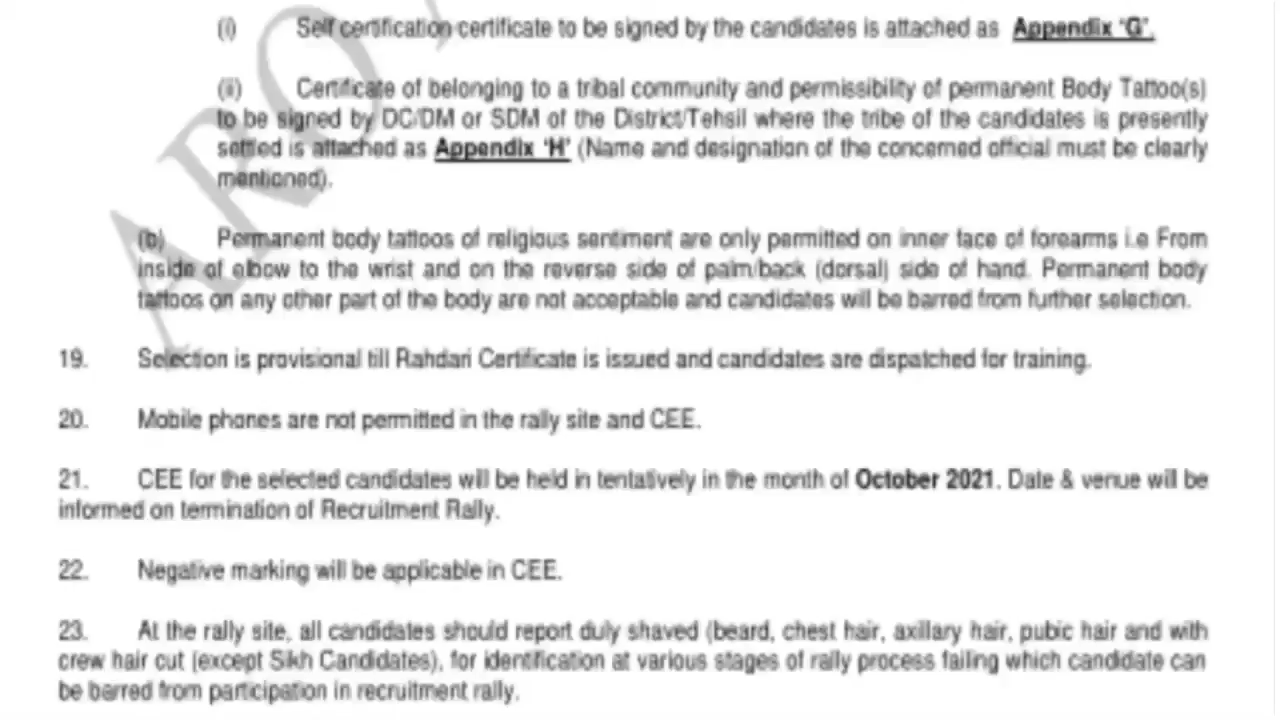 (i) Self certification certificate to be signed by the candidates is attached as Appendix 'G'.
(ii) Certificate of belonging to a tribal community and permissibility of permanent Body Tattoo(s)
to be signed by DC/DM or SDM of the District/Tehsil where the tribe of the candidates is presently
settled is attached as Appendix 'H' (Name and designation of the concerned official must be clearly
mentioned).
(b) Permanent body tattoos of religious sentiment are only permitted on inner face of forearms i.e From
inside of elbow to the wrist and on the reverse side of palm/back (dorsal) side of hand. Permanent body
tattoos on any other part of the body are not acceptable and candidates will be barred from further selection.
19. Selection is provisional till Rahdari Certificate is issued and candidates are dispatched for training.
20. Mobile phones are not permitted in the rally site and CEE.
21. CEE for the selected candidates will be held in tentatively in the month of October 2021. Date & venue will be
informed on termination of Recruitment Rally.
22. Negative marking will be applicable in CEE.
23. At the rally site, all candidates should report duly shaved (beard, chest hair, axillary hair, pubic hair and with
crew hair cut (except Sikh Candidates), for identification at various stages of rally process failing which candidate can
be barred from participation in recruitment rally.
ARO